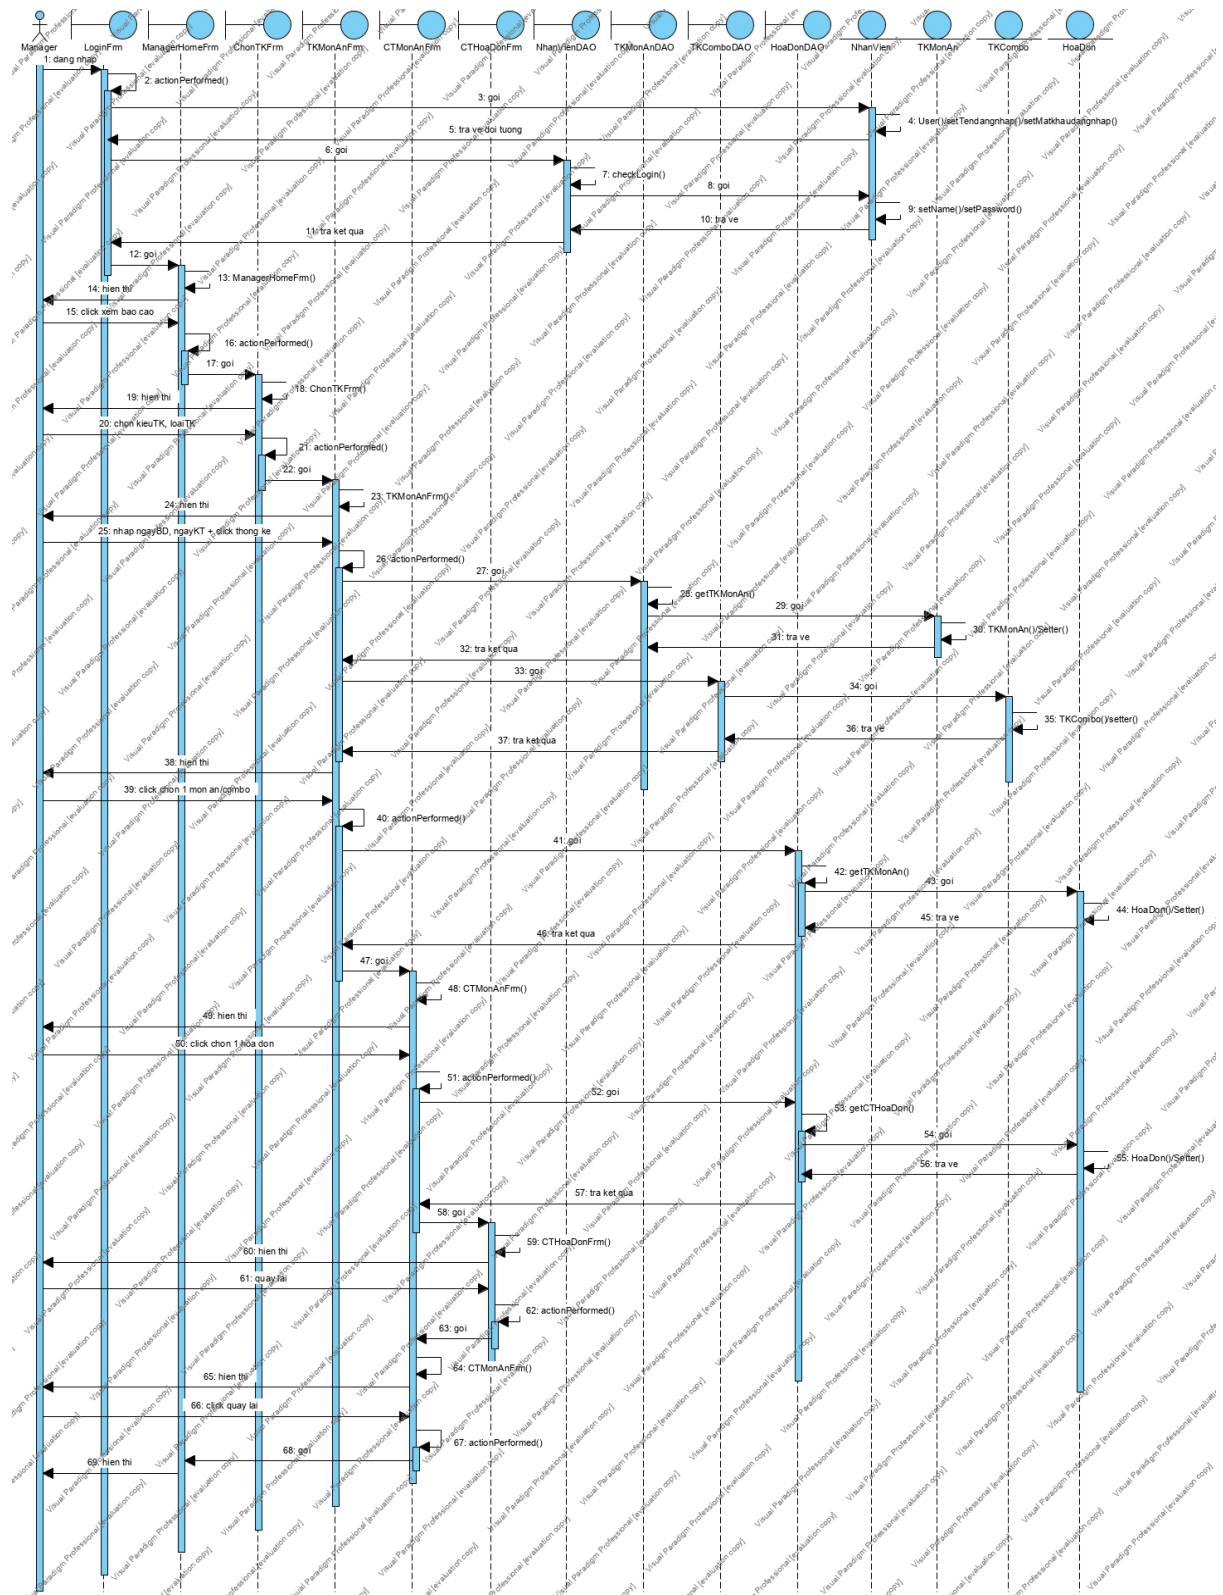 Manager LoginFrm ManagerHomeFrm ChonTKFrm TKMonAnFrm CTMonAnFrm CTHoaDonFrm NhanVienDAO TKMonAnDAO TKComboDAO HoaDonDAO NhanVien TKMonAn TKCombo HoaDon
1: dang nhap
2: actionPerformed()
3: goi
4: User()/setTendangnhap()/setMatkhaudangnhap()
5: tra ve doi tuong
6: goi
7: checkLogin()
8: goi
9: setName()/setPassword()
10: tra ve
11: tra ket qua
12: goi
13: ManagerHomeFrm()
14: hien thi
15: click xem bao cao
16: actionPerformed()
17: goi
18: ChonTKFrm()
19: hien thi
20: chon kieuTK, loaiTK
21: actionPerformed()
22: goi
23: TKMonAnFrm()
24: hien thi
25: nhap ngayBD, ngayKT + click thong ke
26: actionPerformed()
27: goi
28: getTKMonAn()
29: goi
30: TKMonAn()/Setter()
31: tra ve
32: tra ket qua
33: goi
34: goi
35: TKCombo()/setter()
36: tra ve
37: tra ket qua
38: hien thi
39: click chon 1 mon an/combo
40: actionPerformed()
41: goi
42: getTKMonAn()
43: goi
44: HoaDon()/Setter()
45: tra ve
46: tra ket qua
47: goi
48: CTMonAnFrm()
49: hien thi
50: click chon 1 hoa don
51: actionPerformed()
52: goi
53: getCTHoaDon()
54: goi
55: HoaDon()/Setter()
56: tra ve
57: tra ket qua
58: goi
59: CTHoaDonFrm()
60: hien thi
61: quay lai
62: actionPerformed()
63: goi
64: CTMonAnFrm()
65: hien thi
66: click quay lai
67: actionPerformed()
68: goi
69: hien thi
Visual Paradigm Professional [evaluation copy]